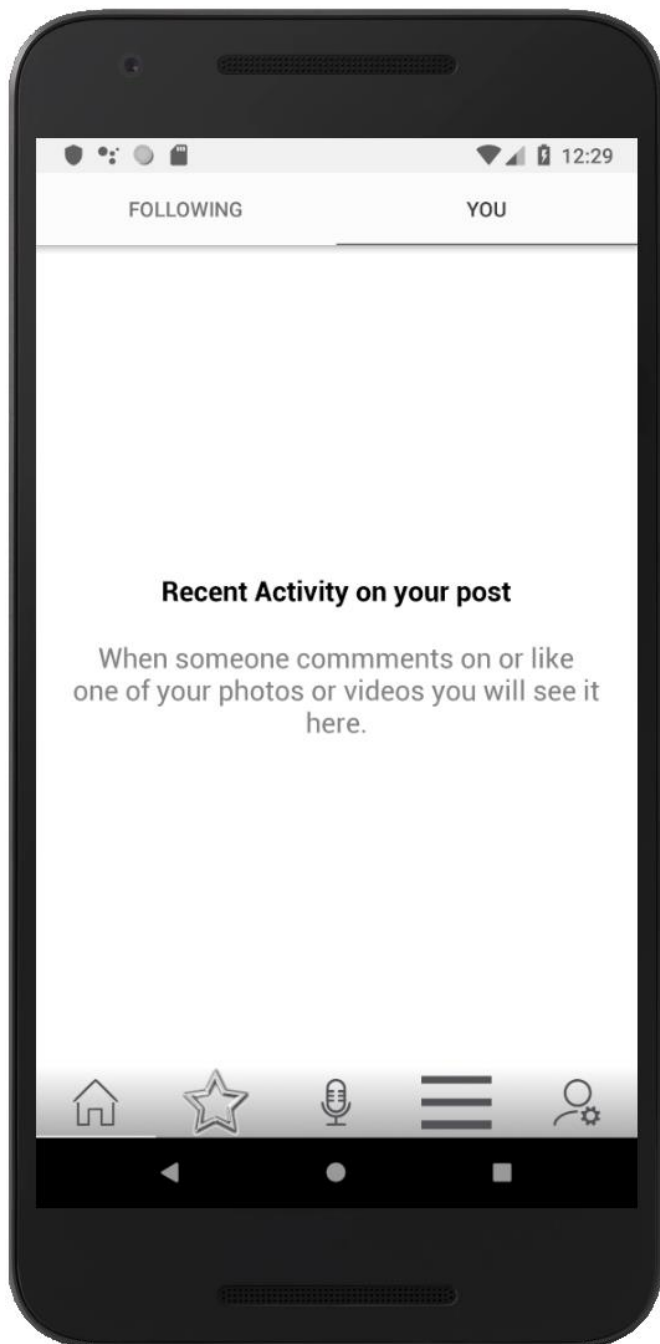 12:29
FOLLOWING YOU
Recent Activity on your post
When someone commments on or like
one of your photos or videos you will see it
here.